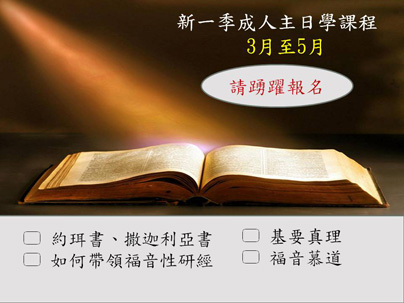 新一季成人主日學課程
3月至5月
請踴躍報名
約珥書、撒迦利亞書
如何帶領福音性研經
基要真理
福音慕道